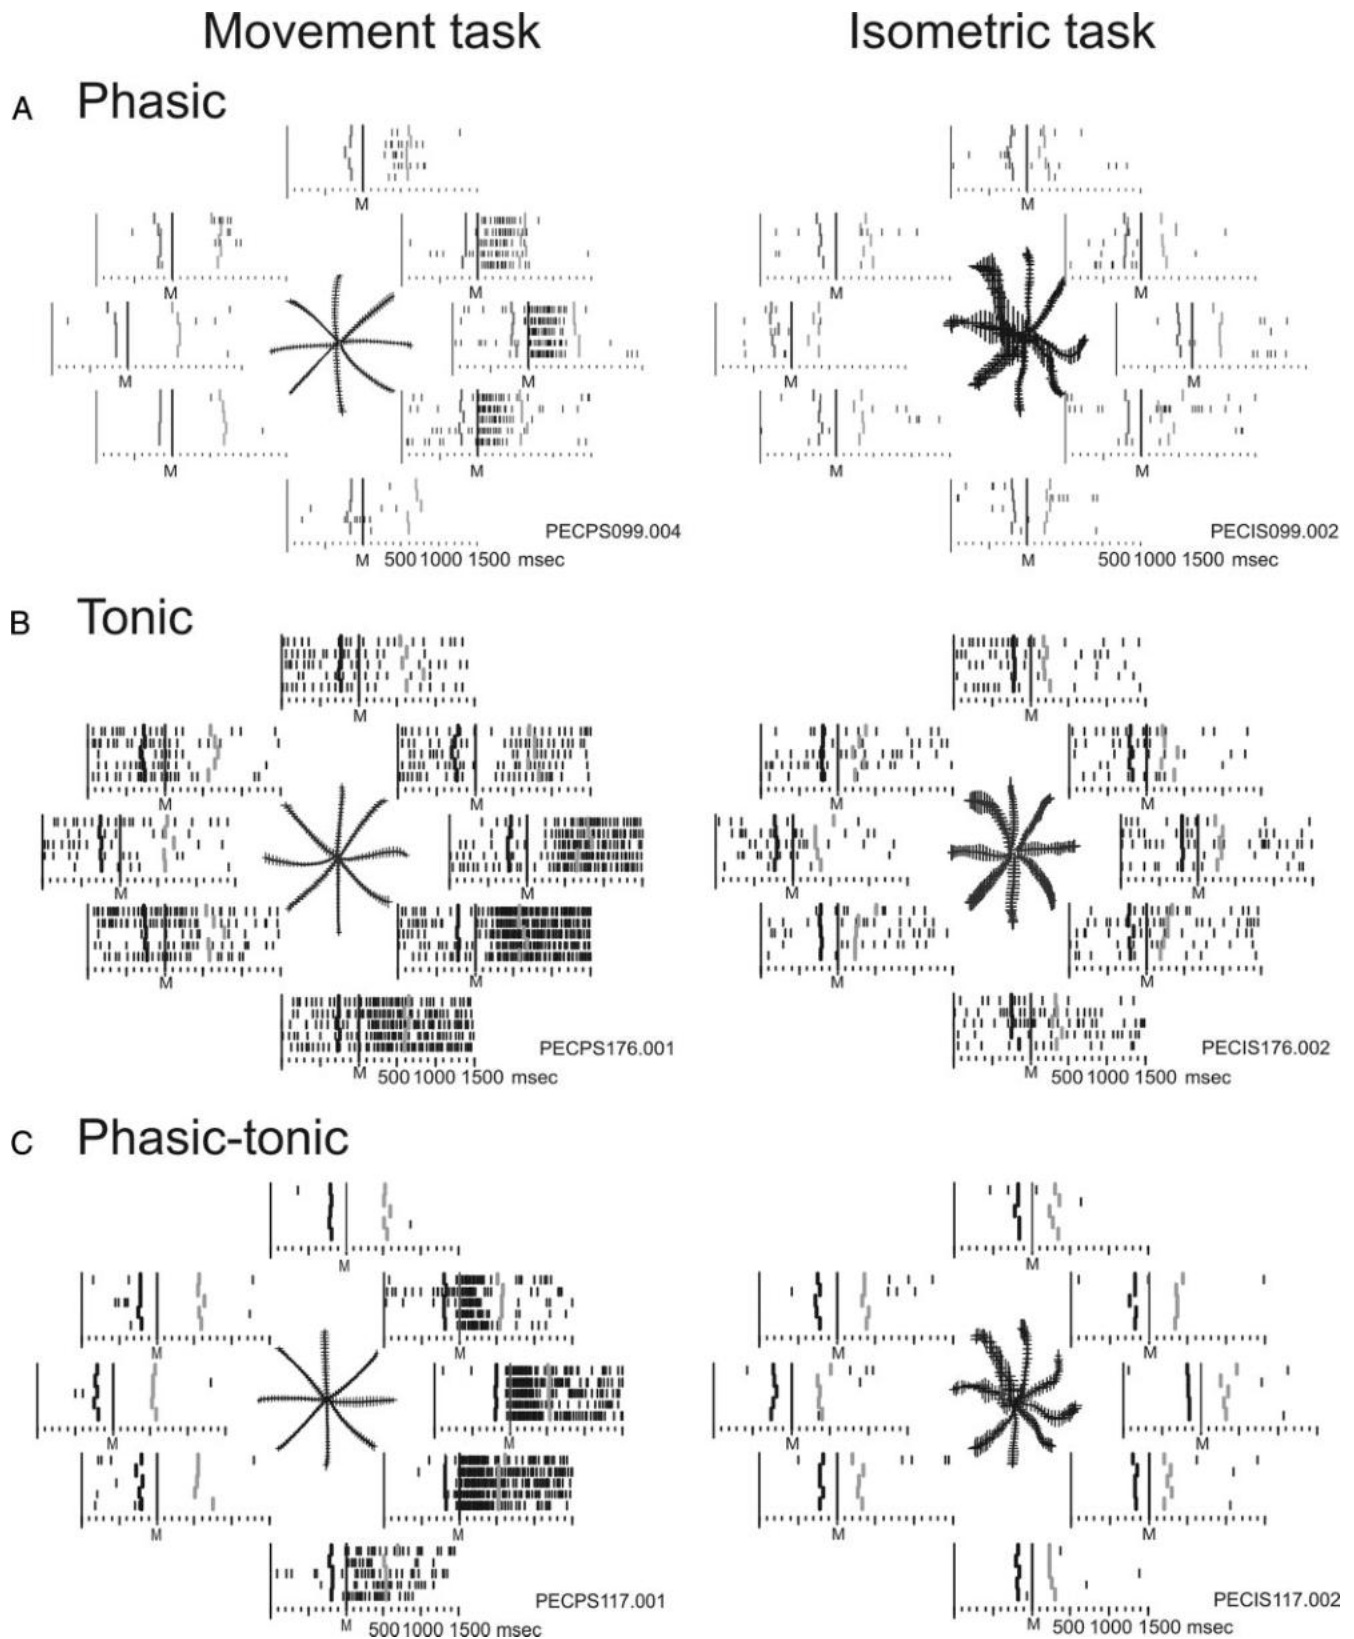 Movement task Isometric task
A Phasic
M M
M M M M
M M M M
M M M M
PECPS099.004 PECIS099.002
M 500 1000 1500 msec M 500 1000 1500 msec
B Tonic
M M
M M M M
M M M M
M M M M
PECPS176.001 PECIS176.002
M 500 1000 1500 msec M 500 1000 1500 msec
C Phasic-tonic
M M
M M M M
M M M M
M M M M
PECPS117.001 PECIS117.002
M 500 1000 1500 msec M 500 1000 1500 msec